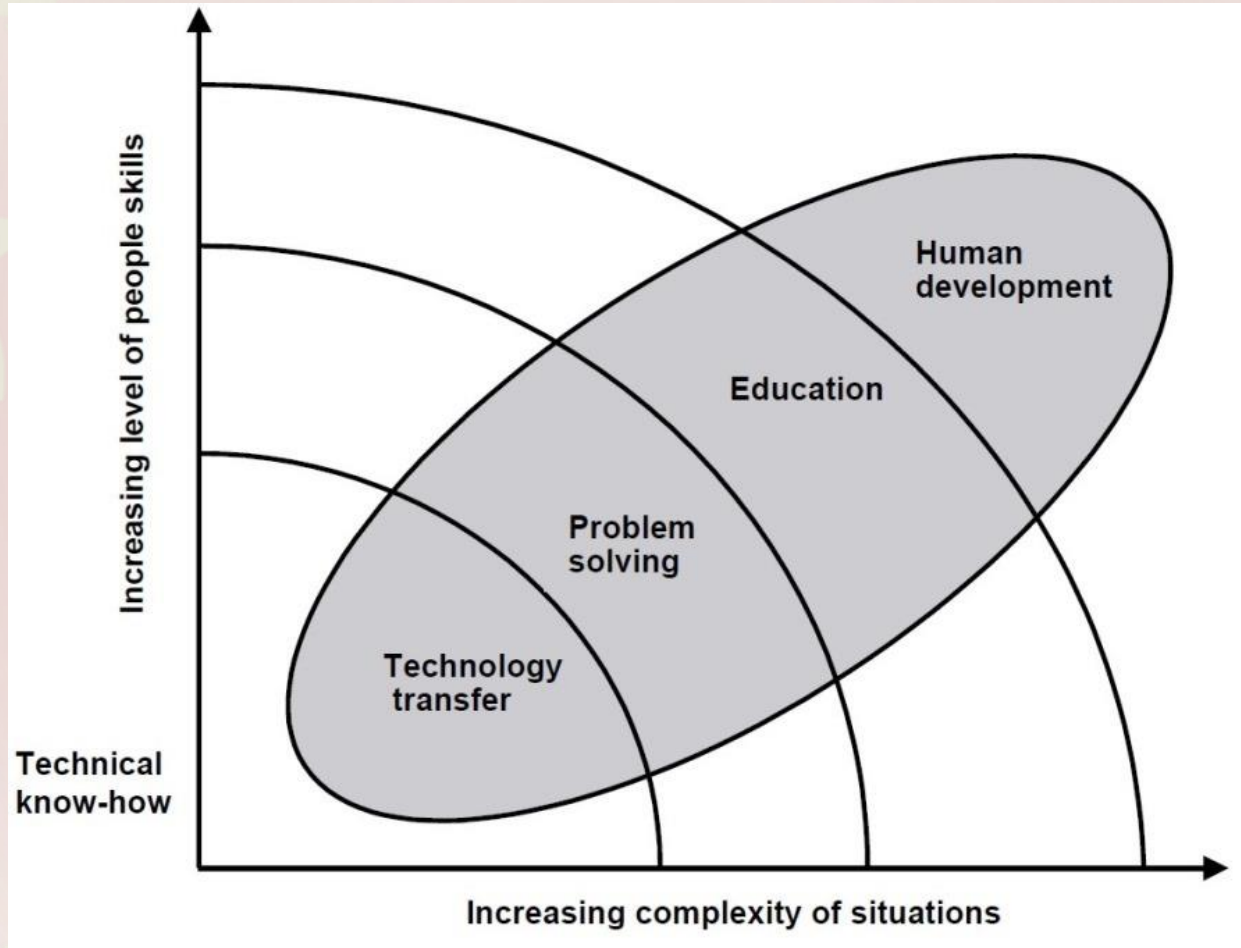 Increasing level of people skills
Human
development
Education
Problem
solving
Technology
transfer
Technical
know-how
Increasing complexity of situations